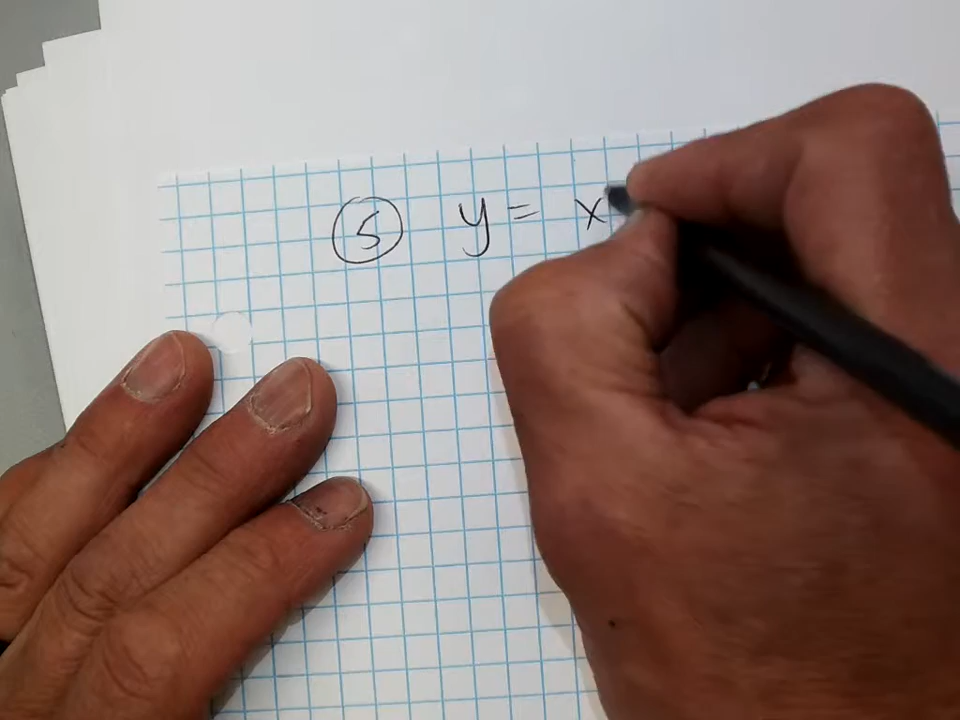 ⑤ y = x